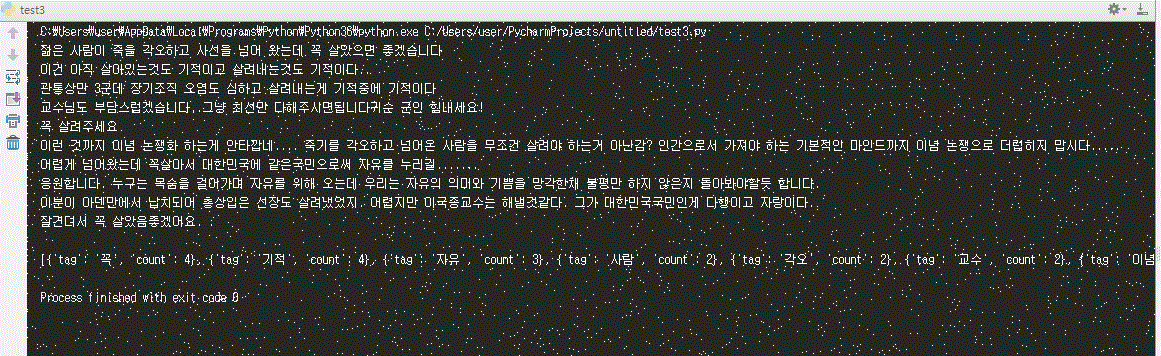 test3
C:\Users\user\AppData\Local\Programs\Python\Python36\python.exe C:/Users/user/PycharmProjects/untitled/test3.py
젊은 사람이 죽을 각오하고 사선을 넘어 왔는데 꼭 살았으면 좋겠습니다
이건 아직 살아있는것도 기적이고 살려내는것도 기적이다..
관통상만 3군데 장기조직 오염도 심하고 살려내는게 기적중에 기적이다
교수님도 부담스럽겠습니다. 그냥 최선만 다해주시면됩니다귀순 군인 힘내세요!
꼭 살려주세요
이런 것까지 이념 논쟁화 하는게 안타깝네.... 죽기를 각오하고 넘어온 사람을 무조건 살려야 하는거 아닌감? 인간으로서 가져야 하는 기본적인 마안드까지 이념 논쟁으로 더럽히지 맙시다......
어렵게 넘어왔는데 꼭살아서 대한민국에 같은국민으로써 자유를 누리길.......
응원합니다. 누구는 목숨을 걸어가며 자유를 위해 오는데 우리는 자유의 의미와 기쁨을 망각한채 불평만 하지 않은지 돌아봐야할듯 합니다.
이분이 아덴만에서 납치되어 총상입은 선장도 살려냈었지. 어렵지만 이국종교수는 해낼것같다. 그가 대한민국국민인게 다행이고 자랑이다..
잘견뎌서 꼭 살았음좋겠어요.
[{'tag': '꼭', 'count': 4}, {'tag': '기적', 'count': 4}, {'tag': '자유', 'count': 3}, {'tag': '사람', 'count': 2}, {'tag': '각오', 'count': 2}, {'tag': '교수', 'count': 2}, {'tag': '이념
Process finished with exit code 0